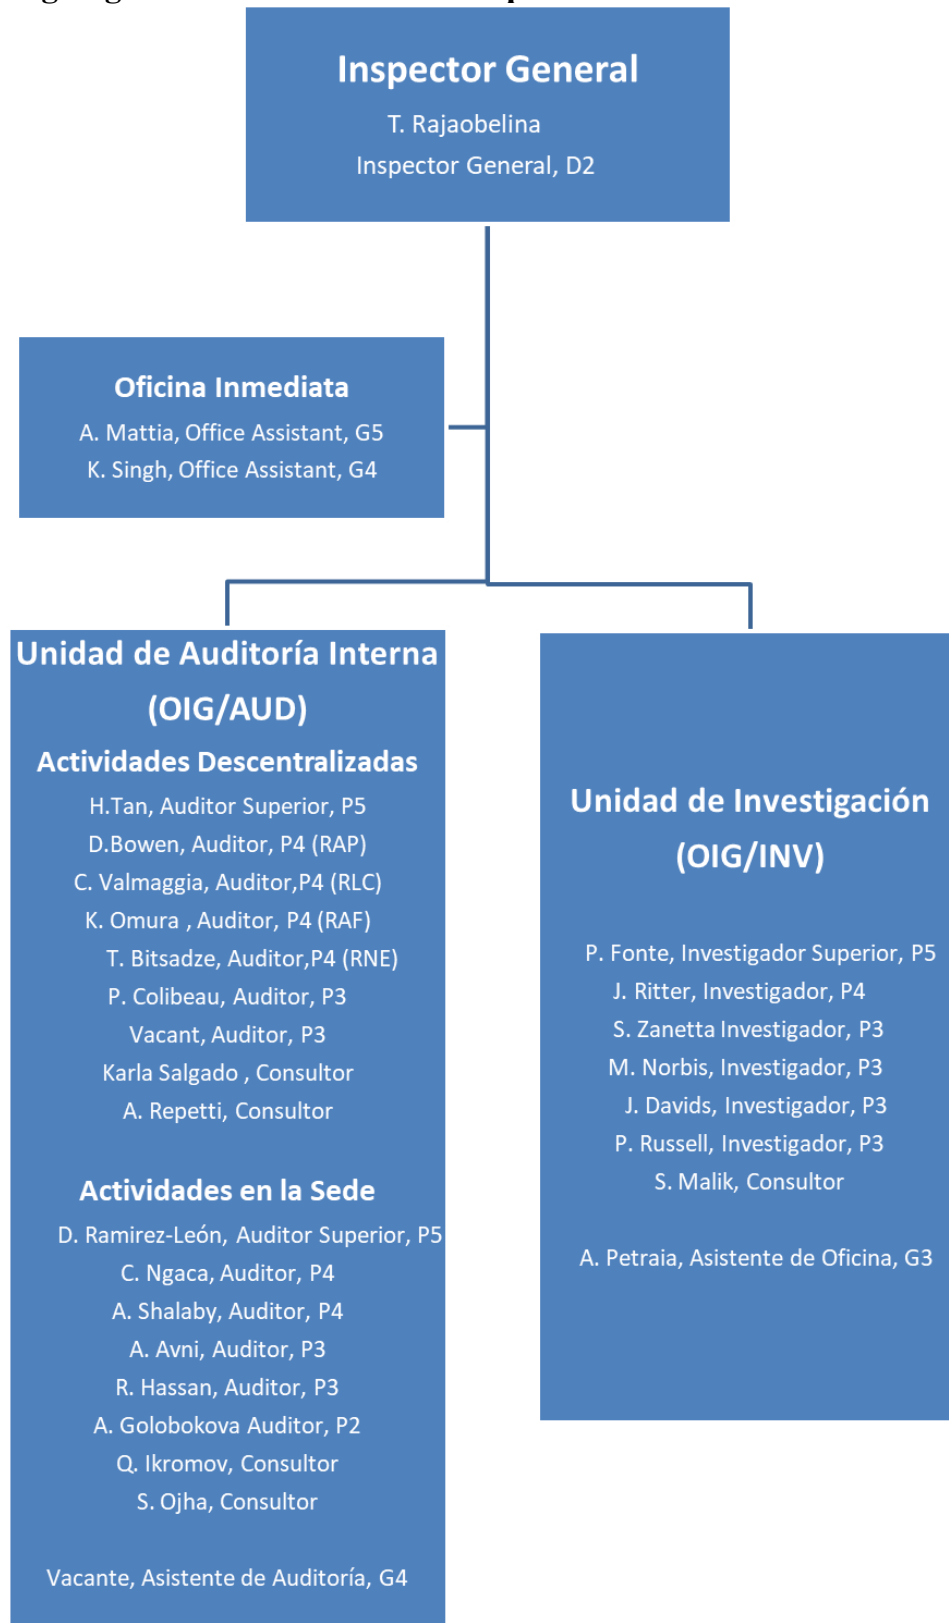 Inspector General
T. Rajaobelina
Inspector General, D2
Oficina Inmediata
A. Mattia, Office Assistant, G5
K. Singh, Office Assistant, G4
Unidad de Auditoría Interna
(OIG/AUD)
Actividades Descentralizadas
H.Tan, Auditor Superior, P5
D.Bowen, Auditor, P4 (RAP)
C. Valmaggia, Auditor,P4 (RLC)
K. Omura , Auditor, P4 (RAF)
T. Bitsadze, Auditor,P4 (RNE)
P. Colibeau, Auditor, P3
Vacant, Auditor, P3
Karla Salgado , Consultor
A. Repetti, Consultor
Actividades en la Sede
D. Ramirez-León, Auditor Superior, P5
C. Ngaca, Auditor, P4
A. Shalaby, Auditor, P4
A. Avni, Auditor, P3
R. Hassan, Auditor, P3
A. Golobokova Auditor, P2
Q. Ikromov, Consultor
S. Ojha, Consultor
Vacante, Asistente de Auditoría, G4
Unidad de Investigación
(OIG/INV)
P. Fonte, Investigador Superior, P5
J. Ritter, Investigador, P4
S. Zanetta Investigador, P3
M. Norbis, Investigador, P3
J. Davids, Investigador, P3
P. Russell, Investigador, P3
S. Malik, Consultor
A. Petraia, Asistente de Oficina, G3